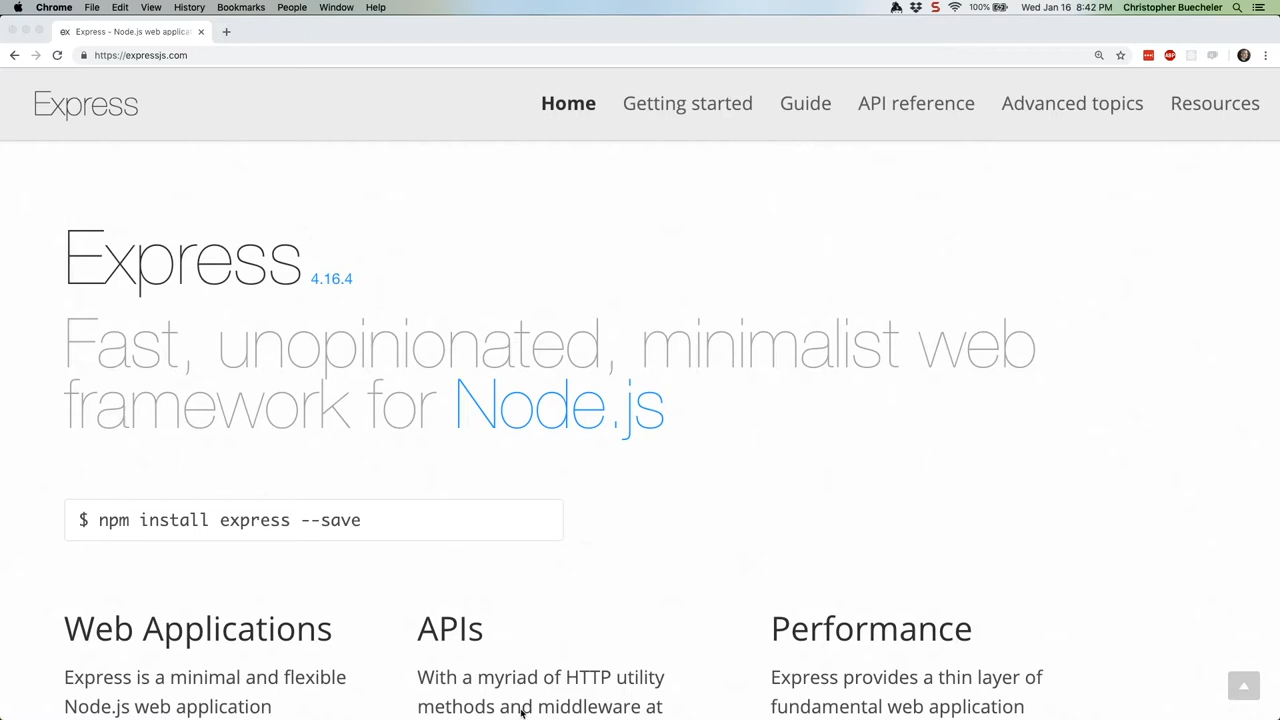 Chrome File Edit View History Bookmarks People Window Help 100% Wed Jan 16 8:42 PM Christopher Buecheler
ex Express - Node.js web applica
https://expressjs.com
Express Home Getting started Guide API reference Advanced topics Resources
Express 4.16.4
Fast, unopinionated, minimalist web
framework for Node.js
$ npm install express --save
Web Applications
Express is a minimal and flexible
Node.js web application
APIs
With a myriad of HTTP utility
methods and middleware at
Performance
Express provides a thin layer of
fundamental web application